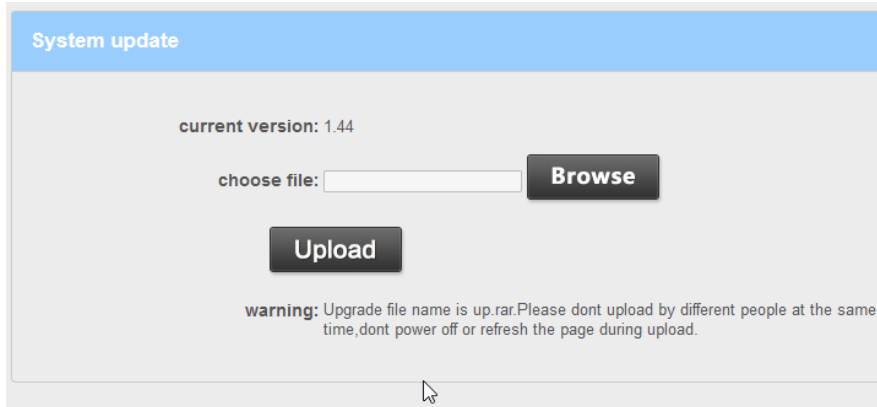 System update
current version: 1.44
choose file: Browse
Upload
warning: Upgrade file name is up.rar.Please dont upload by different people at the same
time,dont power off or refresh the page during upload.